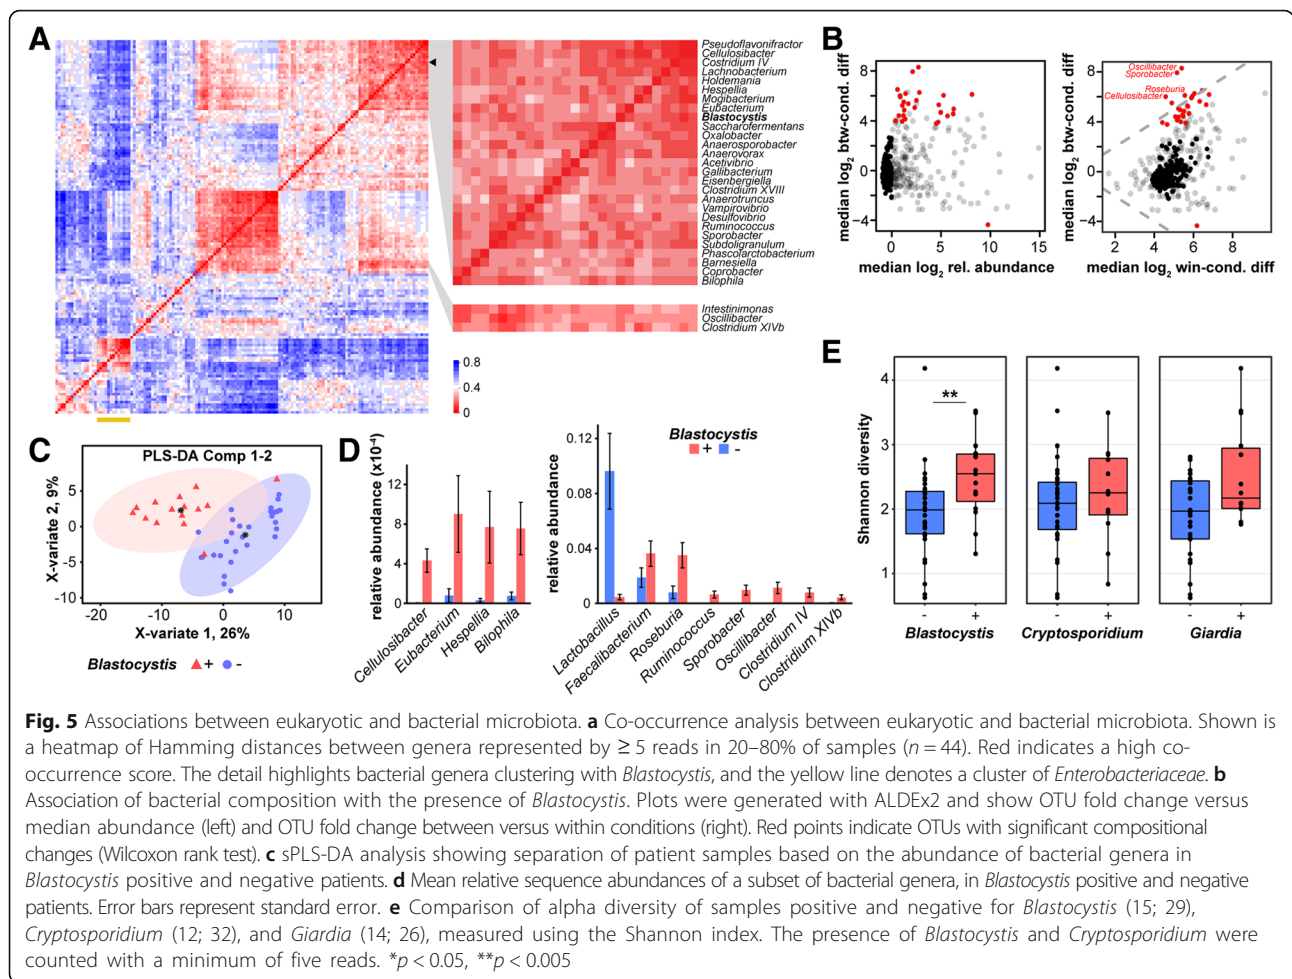 A
Pseudoflavonifractor
Cellulosibacter
Costridium IV
Lachnobacterium
Holdemania
Hespellia
Mogibacterium
Eubacterium
Blastocystis
Saccharofermentans
Oxalobacter
Anaerosporobacter
Anaerovorax
Acetivibrio
Gallibacterium
Eisenbergiella
Clostridium XVIII
Anaerotruncus
Vampirovibrio
Desulfovibrio
Ruminococcus
Sporobacter
Subdoligranulum
Phascolarctobacterium
Barnesiella
Coprobacter
Bilophila
Intestinimonas
Oscillibacter
Clostridium XIVb
0.8
0.4
0
B
median log2 btw-cond. diff
8
4
0
−4
0 5 10 15
median log2 rel. abundance
median log2 btw-cond. diff
8
4
0
−4
Oscillibacter
Sporobacter
Roseburia
Cellulosibacter
2 4 6 8
median log2 win-cond. diff
C
PLS-DA Comp 1-2
X-variate 2, 9%
5
0
-5
-10
-20 -10 0 10
X-variate 1, 26%
Blastocystis + -
D
relative abundance (x10-4)
12
8
4
0
Cellulosibacter
Eubacterium
Hespellia
Bilophila
relative abundance
0.12
0.08
0.04
0
Blastocystis
+ -
Lactobacillus
Faecalibacterium
Roseburia
Ruminococcus
Sporobacter
Oscillibacter
Clostridium IV
Clostridium XIVb
E
Shannon diversity
4
3
2
1
**
- + - + - +
Blastocystis Cryptosporidium Giardia
Fig. 5 Associations between eukaryotic and bacterial microbiota. a Co-occurrence analysis between eukaryotic and bacterial microbiota. Shown is
a heatmap of Hamming distances between genera represented by ≥ 5 reads in 20–80% of samples (n = 44). Red indicates a high co-
occurrence score. The detail highlights bacterial genera clustering with Blastocystis, and the yellow line denotes a cluster of Enterobacteriaceae. b
Association of bacterial composition with the presence of Blastocystis. Plots were generated with ALDEx2 and show OTU fold change versus
median abundance (left) and OTU fold change between versus within conditions (right). Red points indicate OTUs with significant compositional
changes (Wilcoxon rank test). c sPLS-DA analysis showing separation of patient samples based on the abundance of bacterial genera in
Blastocystis positive and negative patients. d Mean relative sequence abundances of a subset of bacterial genera, in Blastocystis positive and negative
patients. Error bars represent standard error. e Comparison of alpha diversity of samples positive and negative for Blastocystis (15; 29),
Cryptosporidium (12; 32), and Giardia (14; 26), measured using the Shannon index. The presence of Blastocystis and Cryptosporidium were
counted with a minimum of five reads. *p < 0.05, **p < 0.005